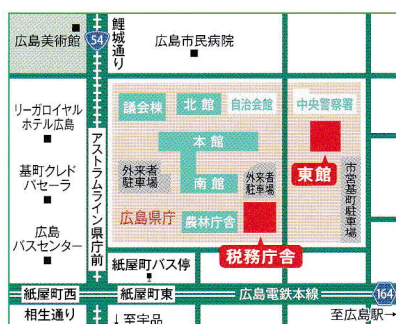 広島美術館
54
鯉城通り
広島市民病院
リーガロイヤル
ホテル広島
基町クレド
パセーラ
広島
バスセンター
アストラムライン県庁前
議会棟
北館
自治会館
中央警察署
本館
東館
外来者
駐車場
南館
外来者
駐車場
市営基町駐車場
広島県庁
農林庁舎
税務庁舎
紙屋町バス停
紙屋町西
紙屋町東
広島電鉄本線
164
相生通り
↓至宇品
至広島駅→